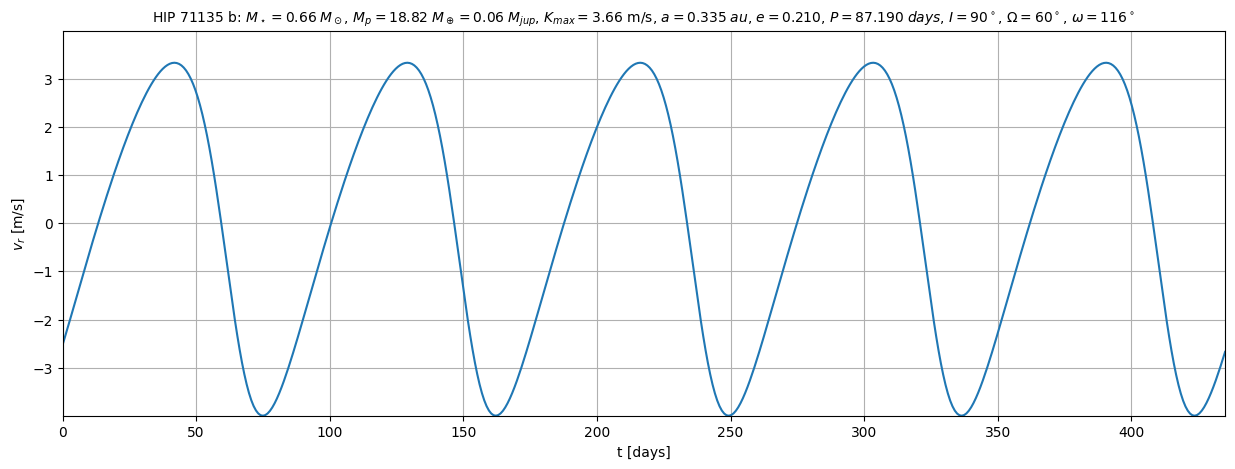 HIP 71135 b: M⋆ = 0.66 M⊙, Mp = 18.82 M⊕ = 0.06 Mjup, Kmax = 3.66 m/s, a = 0.335 au, e = 0.210, P = 87.190 days, I = 90°, Ω = 60°, ω = 116°
3
2
1
0
−1
−2
−3
vr [m/s]
0 50 100 150 200 250 300 350 400
t [days]